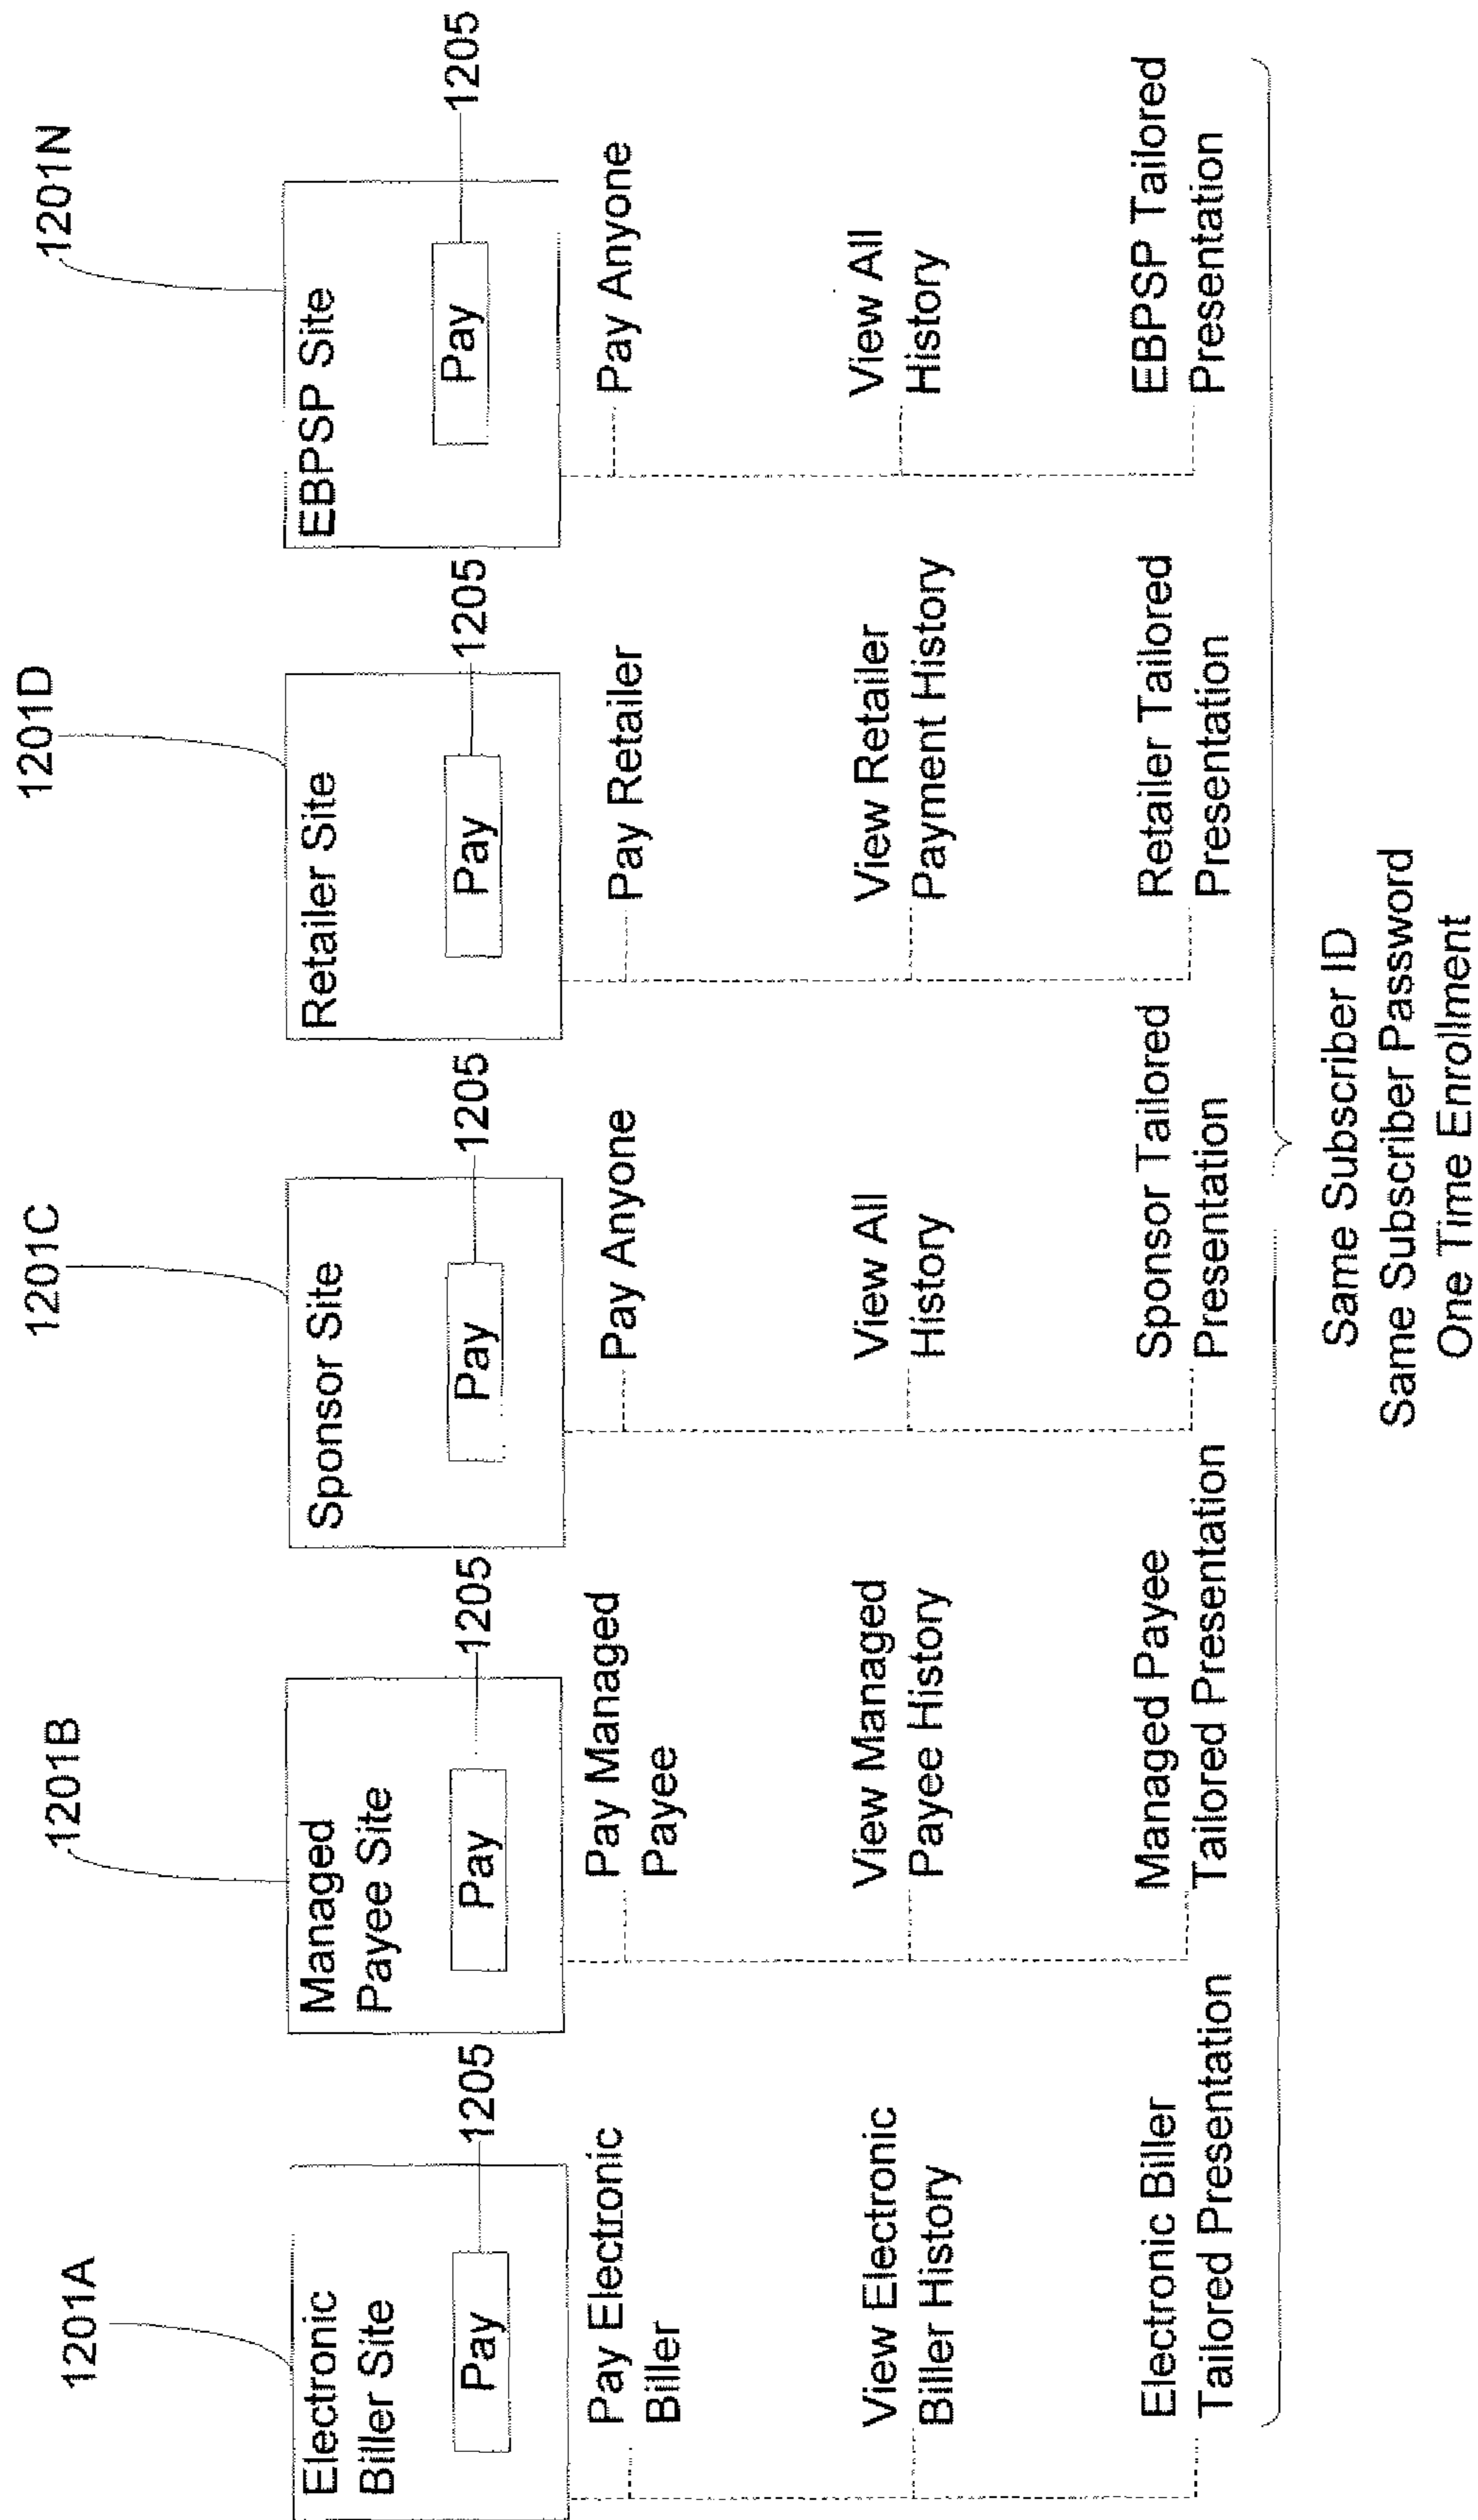 1201A
Electronic
Biller Site
Pay
1205
Pay Electronic
Biller
View Electronic
Biller History
Electronic Biller
Tailored Presentation
1201B
Managed
Payee Site
Pay
1205
Pay Managed
Payee
View Managed
Payee History
Managed Payee
Tailored Presentation
1201C
Sponsor Site
Pay
1205
Pay Anyone
View All
History
Sponsor Tailored
Presentation
1201D
Retailer Site
Pay
1205
Pay Retailer
View Retailer
Payment History
Retailer Tailored
Presentation
1201N
EBPSP Site
Pay
1205
Pay Anyone
View All
History
EBPSP Tailored
Presentation
Same Subscriber ID
Same Subscriber Password
One Time Enrollment